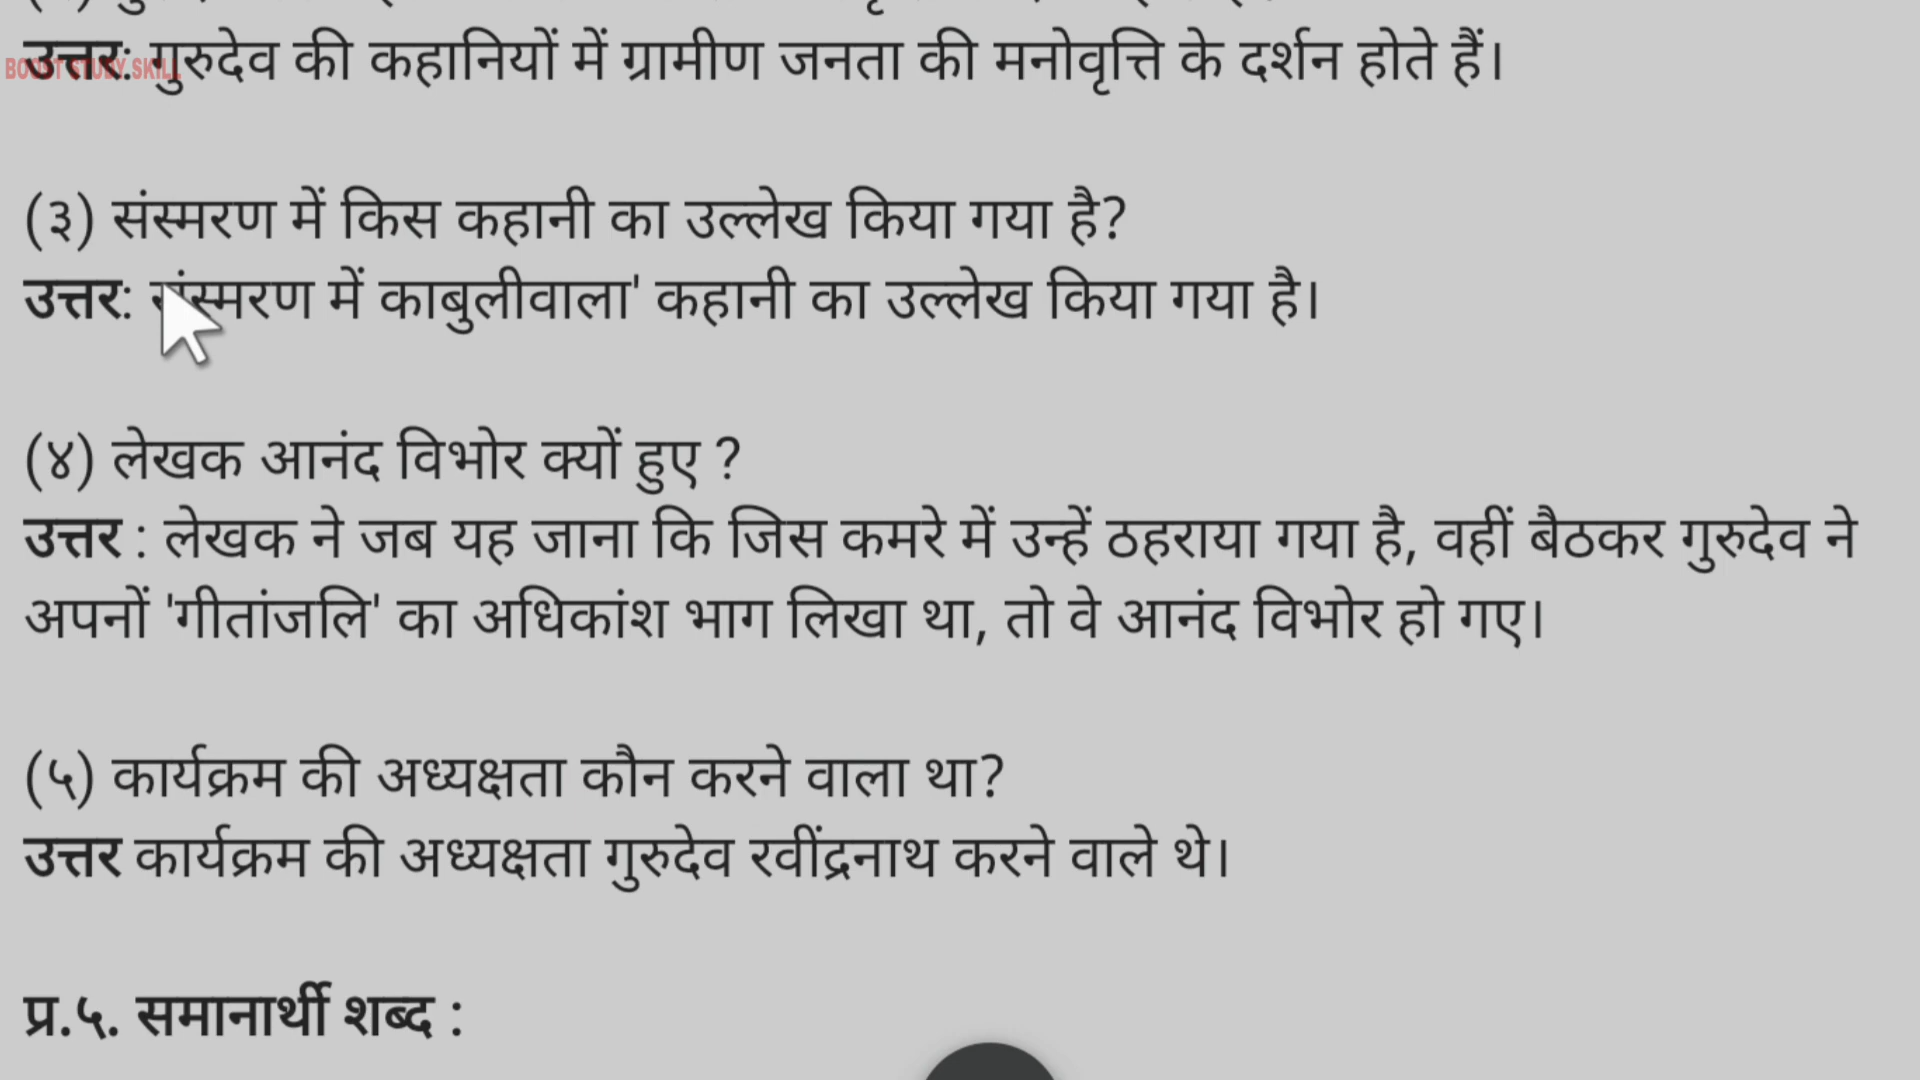 उत्तर: गुरुदेव की कहानियों में ग्रामीण जनता की मनोवृत्ति के दर्शन होते हैं।
BOOST STUDY SKILL
(३) संस्मरण में किस कहानी का उल्लेख किया गया है?
उत्तर: संस्मरण में काबुलीवाला' कहानी का उल्लेख किया गया है।
(४) लेखक आनंद विभोर क्यों हुए ?
उत्तर : लेखक ने जब यह जाना कि जिस कमरे में उन्हें ठहराया गया है, वहीं बैठकर गुरुदेव ने
अपनों 'गीतांजलि' का अधिकांश भाग लिखा था, तो वे आनंद विभोर हो गए।
(५) कार्यक्रम की अध्यक्षता कौन करने वाला था?
उत्तर कार्यक्रम की अध्यक्षता गुरुदेव रवींद्रनाथ करने वाले थे।
प्र.५. समानार्थी शब्द :